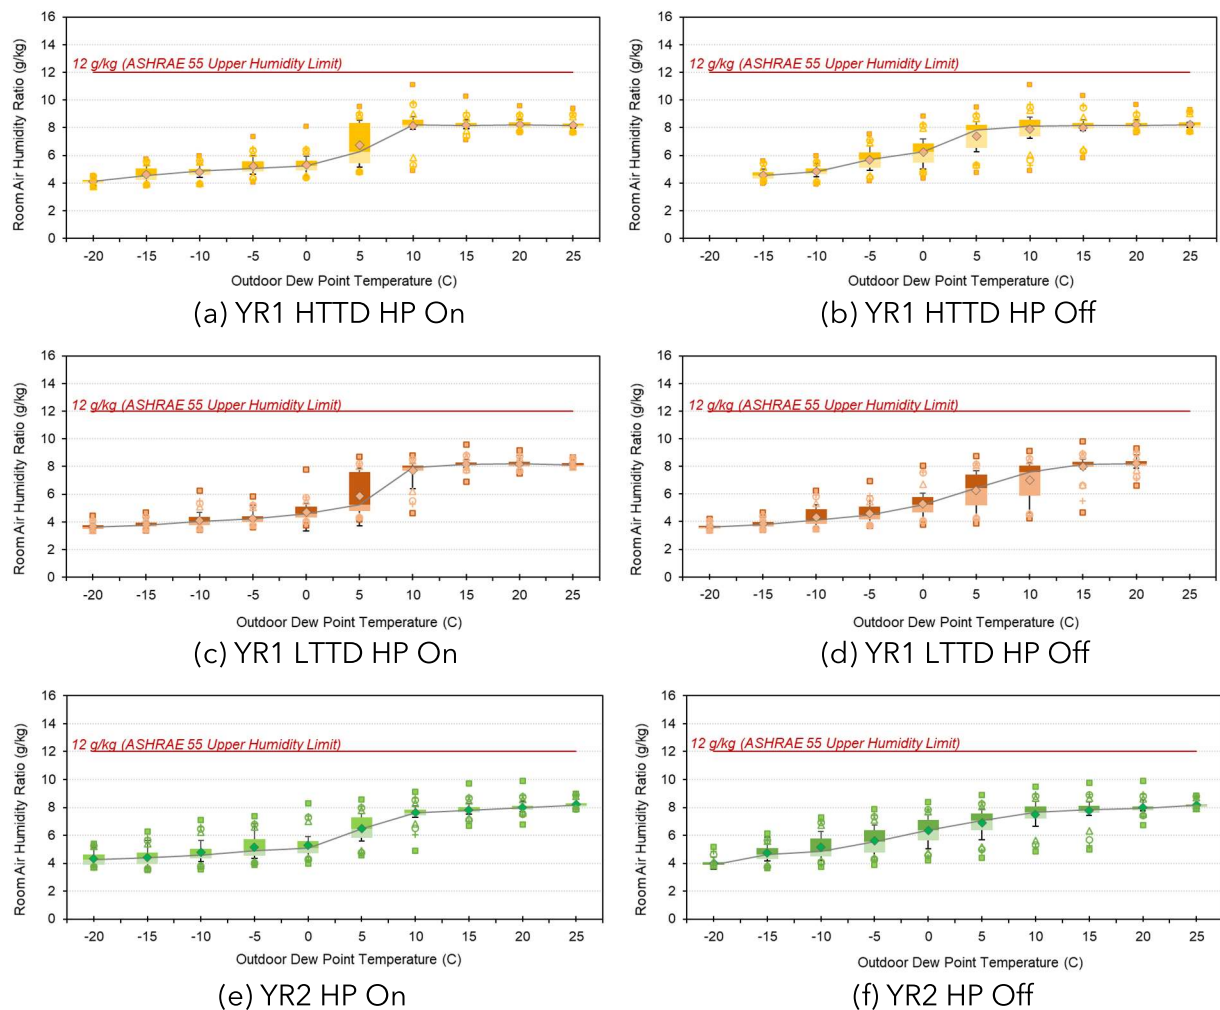 Room Air Humidity Ratio (g/kg)
16
14
12
10
8
6
4
2
0
12 g/kg (ASHRAE 55 Upper Humidity Limit)
-20 -15 -10 -5 0 5 10 15 20 25
Outdoor Dew Point Temperature (C)
(a) YR1 HTTD HP On
Room Air Humidity Ratio (g/kg)
16
14
12
10
8
6
4
2
0
12 g/kg (ASHRAE 55 Upper Humidity Limit)
-20 -15 -10 -5 0 5 10 15 20 25
Outdoor Dew Point Temperature (C)
(b) YR1 HTTD HP Off
Room Air Humidity Ratio (g/kg)
16
14
12
10
8
6
4
2
0
12 g/kg (ASHRAE 55 Upper Humidity Limit)
-20 -15 -10 -5 0 5 10 15 20 25
Outdoor Dew Point Temperature (C)
(c) YR1 LTTD HP On
Room Air Humidity Ratio (g/kg)
16
14
12
10
8
6
4
2
0
12 g/kg (ASHRAE 55 Upper Humidity Limit)
-20 -15 -10 -5 0 5 10 15 20 25
Outdoor Dew Point Temperature (C)
(d) YR1 LTTD HP Off
Room Air Humidity Ratio (g/kg)
16
14
12
10
8
6
4
2
0
12 g/kg (ASHRAE 55 Upper Humidity Limit)
-20 -15 -10 -5 0 5 10 15 20 25
Outdoor Dew Point Temperature (C)
(e) YR2 HP On
Room Air Humidity Ratio (g/kg)
16
14
12
10
8
6
4
2
0
12 g/kg (ASHRAE 55 Upper Humidity Limit)
-20 -15 -10 -5 0 5 10 15 20 25
Outdoor Dew Point Temperature (C)
(f) YR2 HP Off